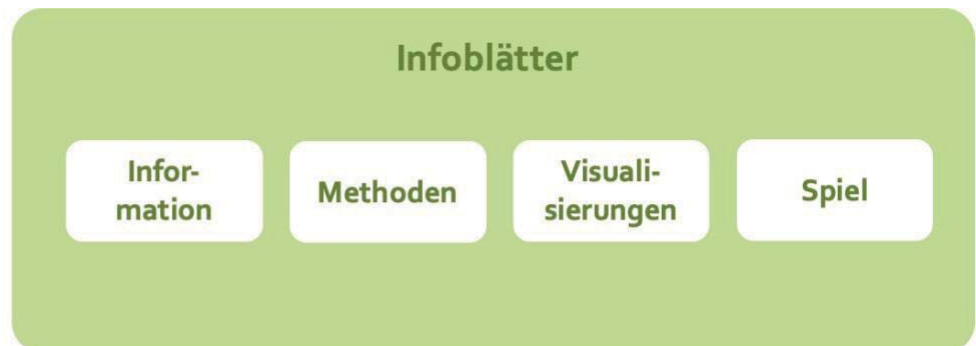 Infoblätter
Infor-
mation
Methoden
Visuali-
sierungen
Spiel